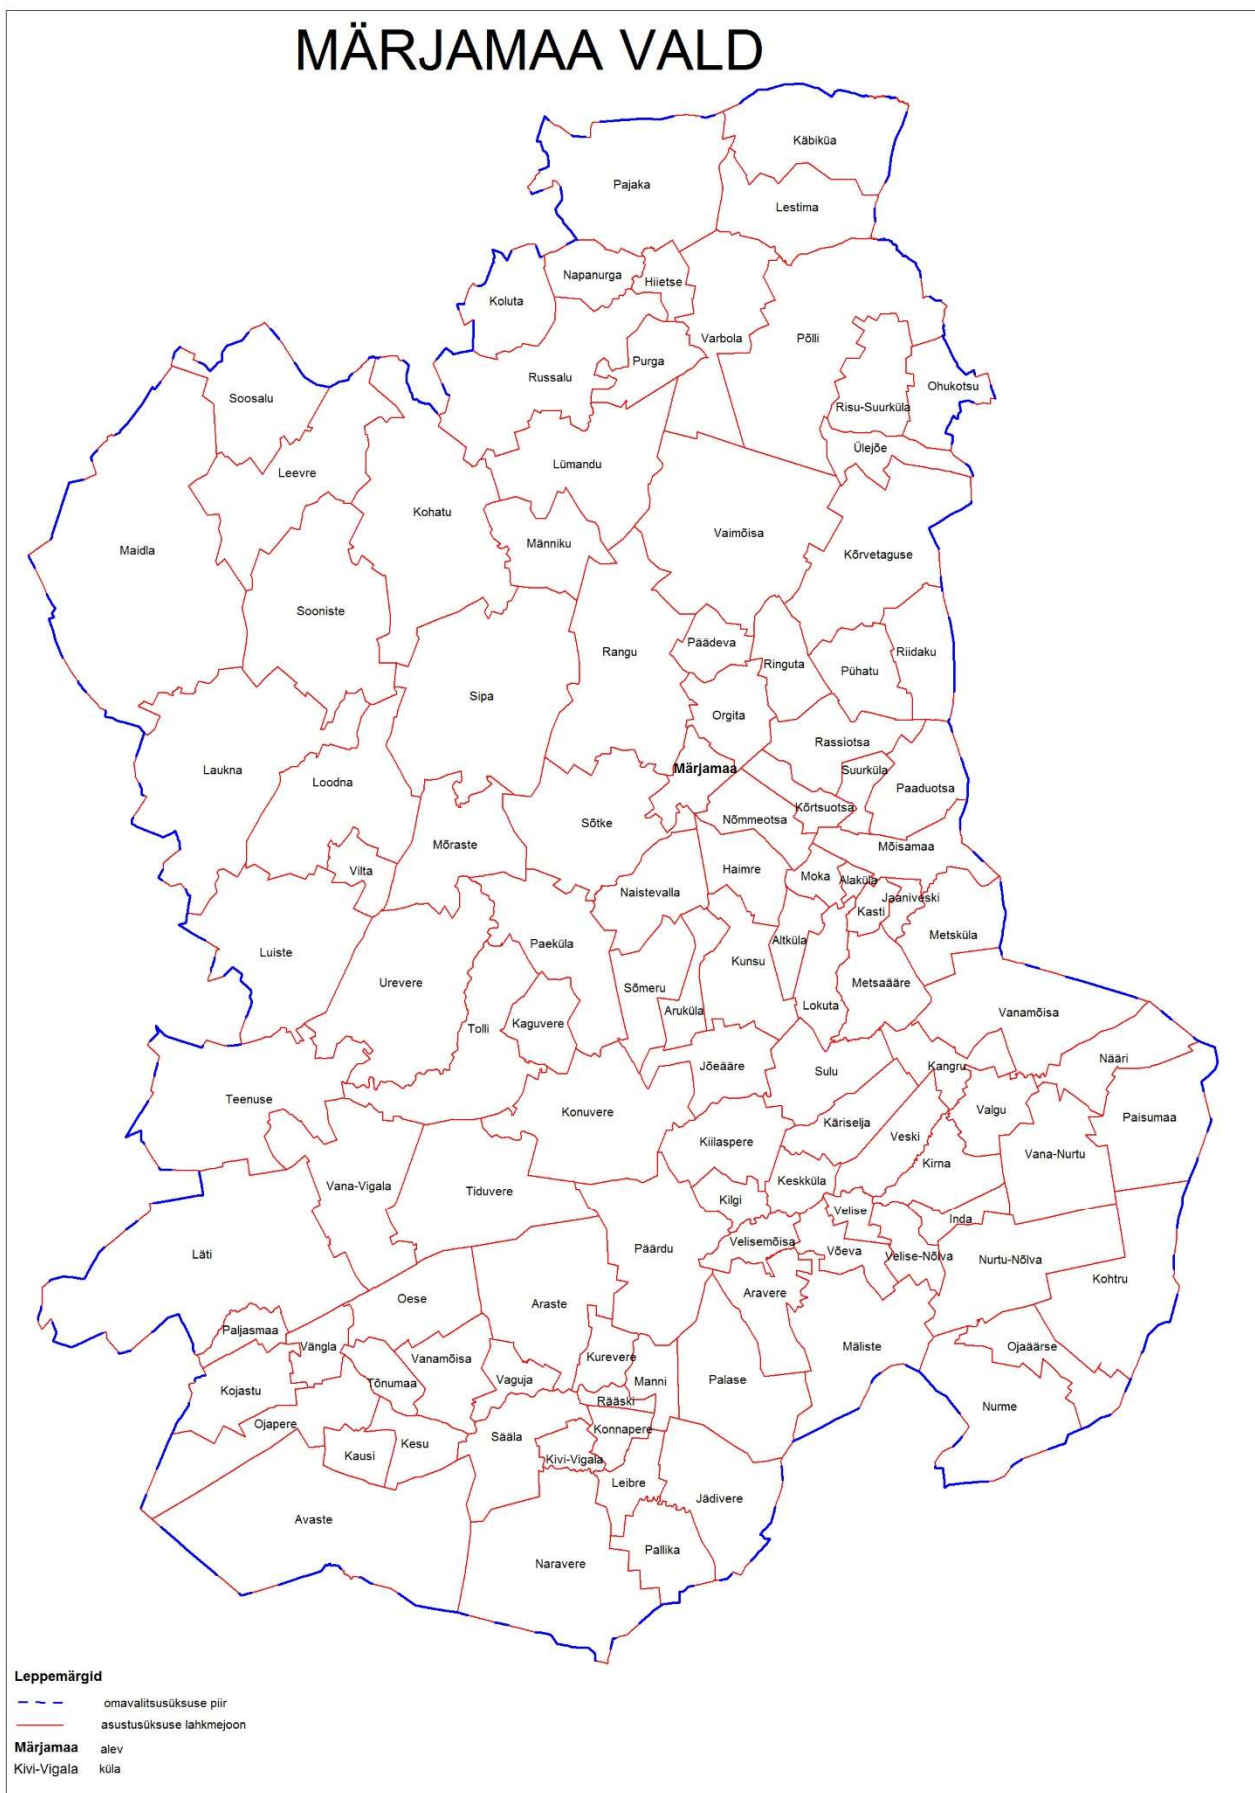 MÄRJAMAA VALD
Käbiküa
Pajaka
Lestima
Napanurga
Hiietse
Koluta
Varbola
Põlli
Purga
Russalu
Ohukotsu
Soosalu
Risu-Suurküla
Ülejõe
Lümandu
Leevre
Kohatu
Vaimõisa
Männiku
Maidla
Kõrvetaguse
Sooniste
Päädeva
Rangu
Riidaku
Ringuta
Pühatu
Sipa
Orgita
Rassiotsa
Märjamaa
Suurküla
Laukna
Loodna
Paaduotsa
Kõrtsuotsa
Nõmmeotsa
Sõtke
Mõraste
Mõisamaa
Haimre
Vilta
Moka
Alaküla
Naistevalla
Jaaniveski
Kasti
Metsküla
Altküla
Paeküla
Luiste
Kunsu
Urevere
Metsaääre
Sõmeru
Lokuta
Aruküla
Vanamõisa
Kaguvere
Tolli
Nääri
Jõeääre
Kangru
Sulu
Teenuse
Paisumaa
Valgu
Konuvere
Käriselja
Veski
Kiilaspere
Vana-Nurtu
Kirna
Keskküla
Vana-Vigala
Tiduvere
Kilgi
Velise
Inda
Velisemõisa
Võeva
Läti
Päärdu
Velise-Nõlva
Nurtu-Nõlva
Kohtru
Aravere
Oese
Araste
Paljasmaa
Vängla
Mäliste
Ojaäärse
Kurevere
Vanamõisa
Vaguja
Manni
Palase
Tõnumaa
Kojastu
Rääski
Nurme
Ojapere
Konnapere
Sääla
Kesu
Kausi
Kivi-Vigala
Leibre
Jädivere
Avaste
Pallika
Naravere
Leppemärgid
omavalitsusüksuse piir
asustusüksuse lahkmejoon
Märjamaa alev
Kivi-Vigala küla